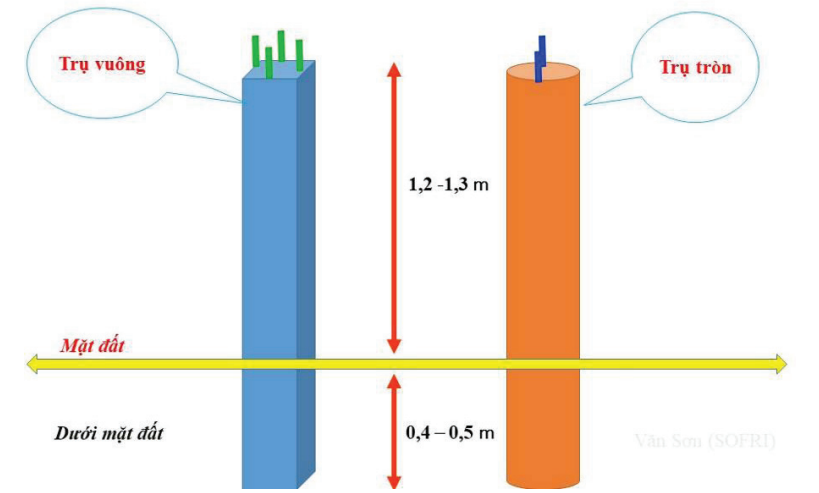 Trụ vuông
Trụ tròn
1,2 -1,3 m
Mặt đất
Dưới mặt đất
0,4 – 0,5 m
Văn Sơn (SOFRI)